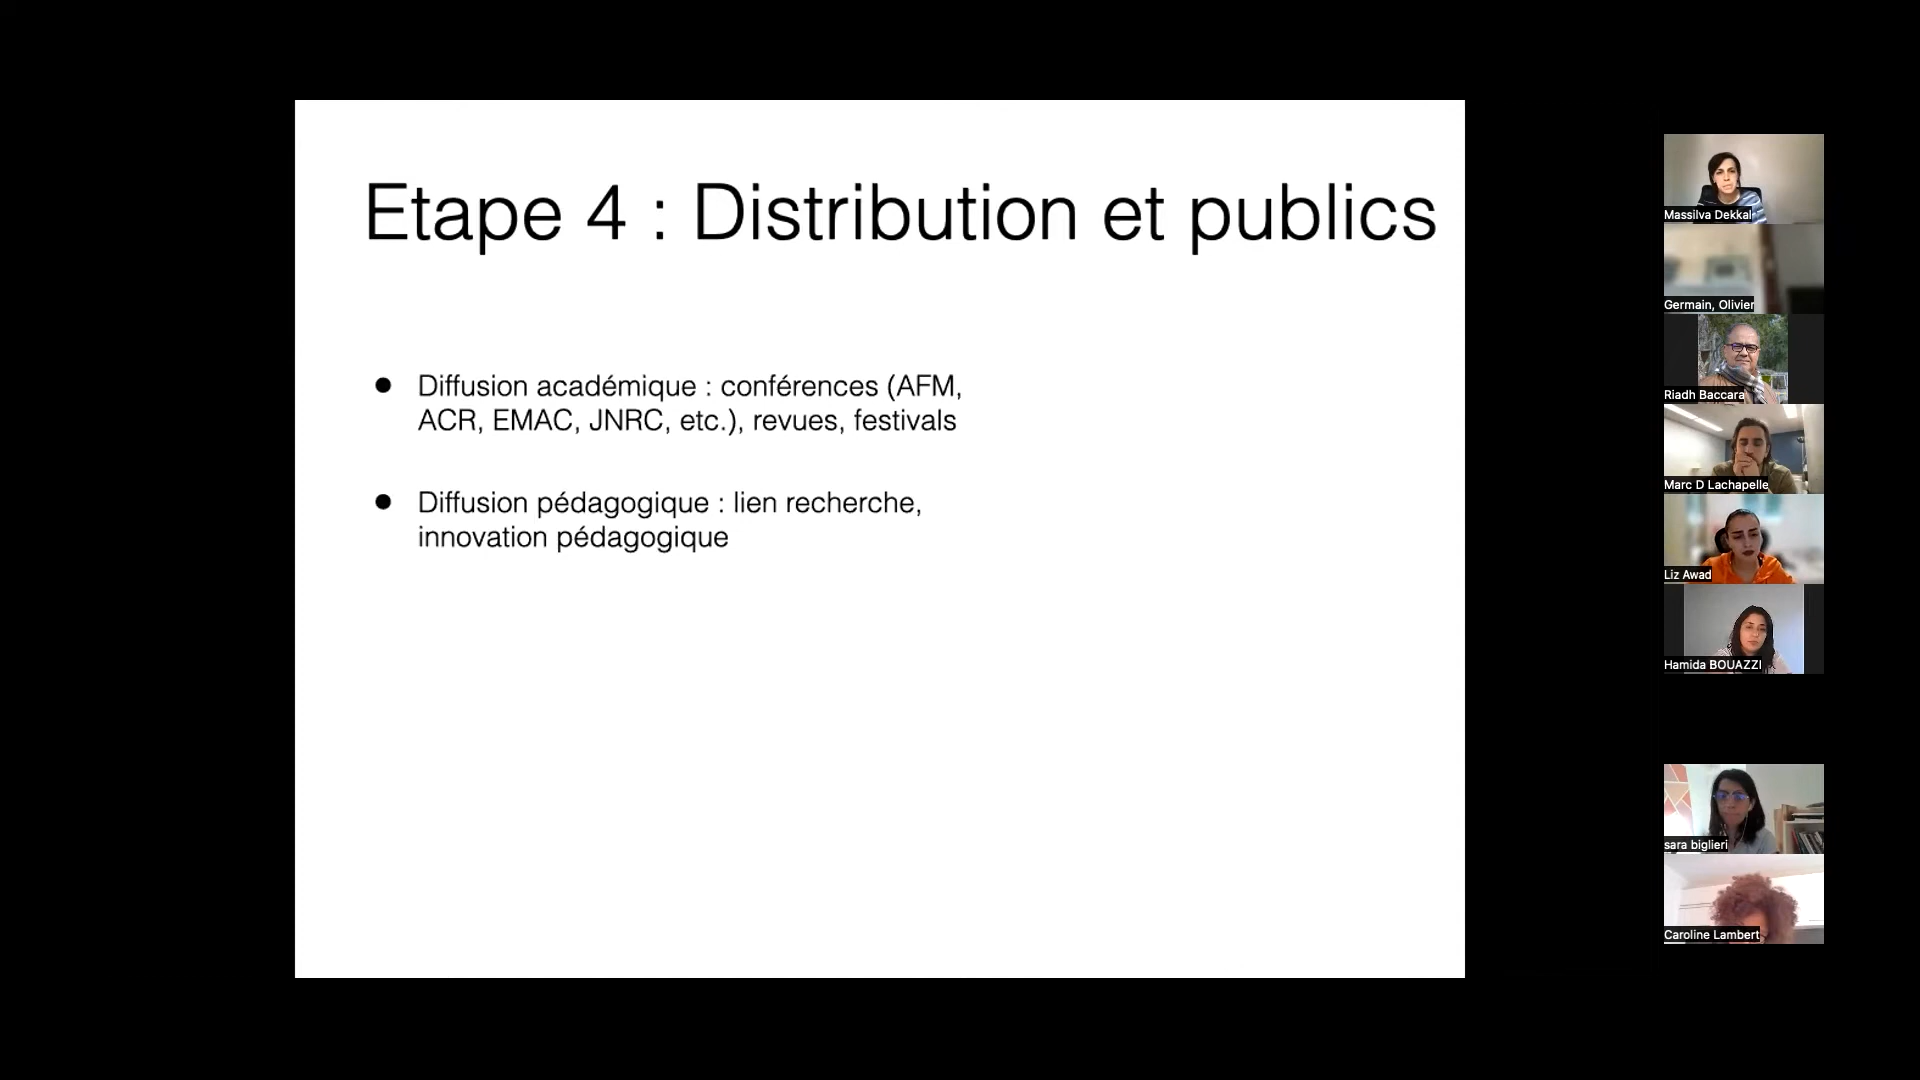 Etape 4 : Distribution et publics
● Diffusion académique : conférences (AFM,
ACR, EMAC, JNRC, etc.), revues, festivals
● Diffusion pédagogique : lien recherche,
innovation pédagogique
Massilva Dekkal
Germain, Olivier
Riadh Baccara
Marc D Lachapelle
Liz Awad
Hamida BOUAZZI
sara biglieri
Caroline Lambert